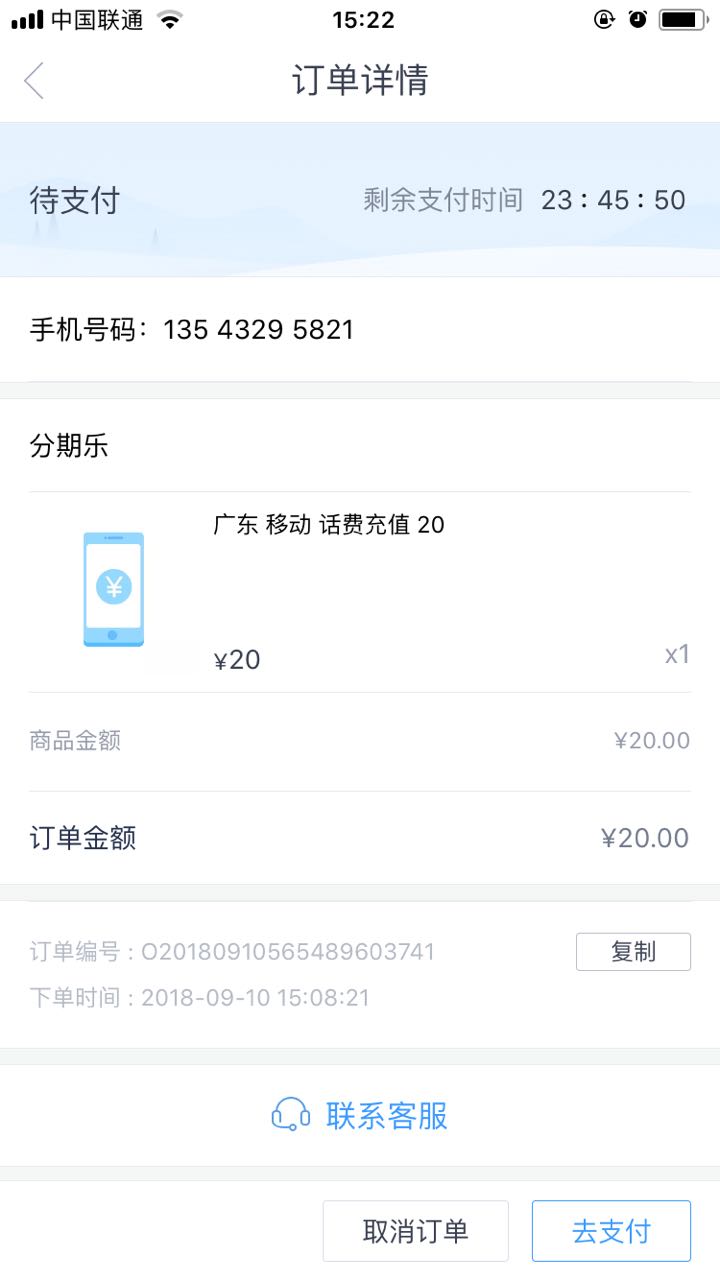 中国联通 15:22
订单详情
待支付 剩余支付时间 23 : 45 : 50
手机号码：135 4329 5821
分期乐
广东 移动 话费充值 20
¥
¥20 x1
商品金额 ¥20.00
订单金额 ¥20.00
订单编号 : O20180910565489603741 复制
下单时间 : 2018-09-10 15:08:21
联系客服
取消订单 去支付